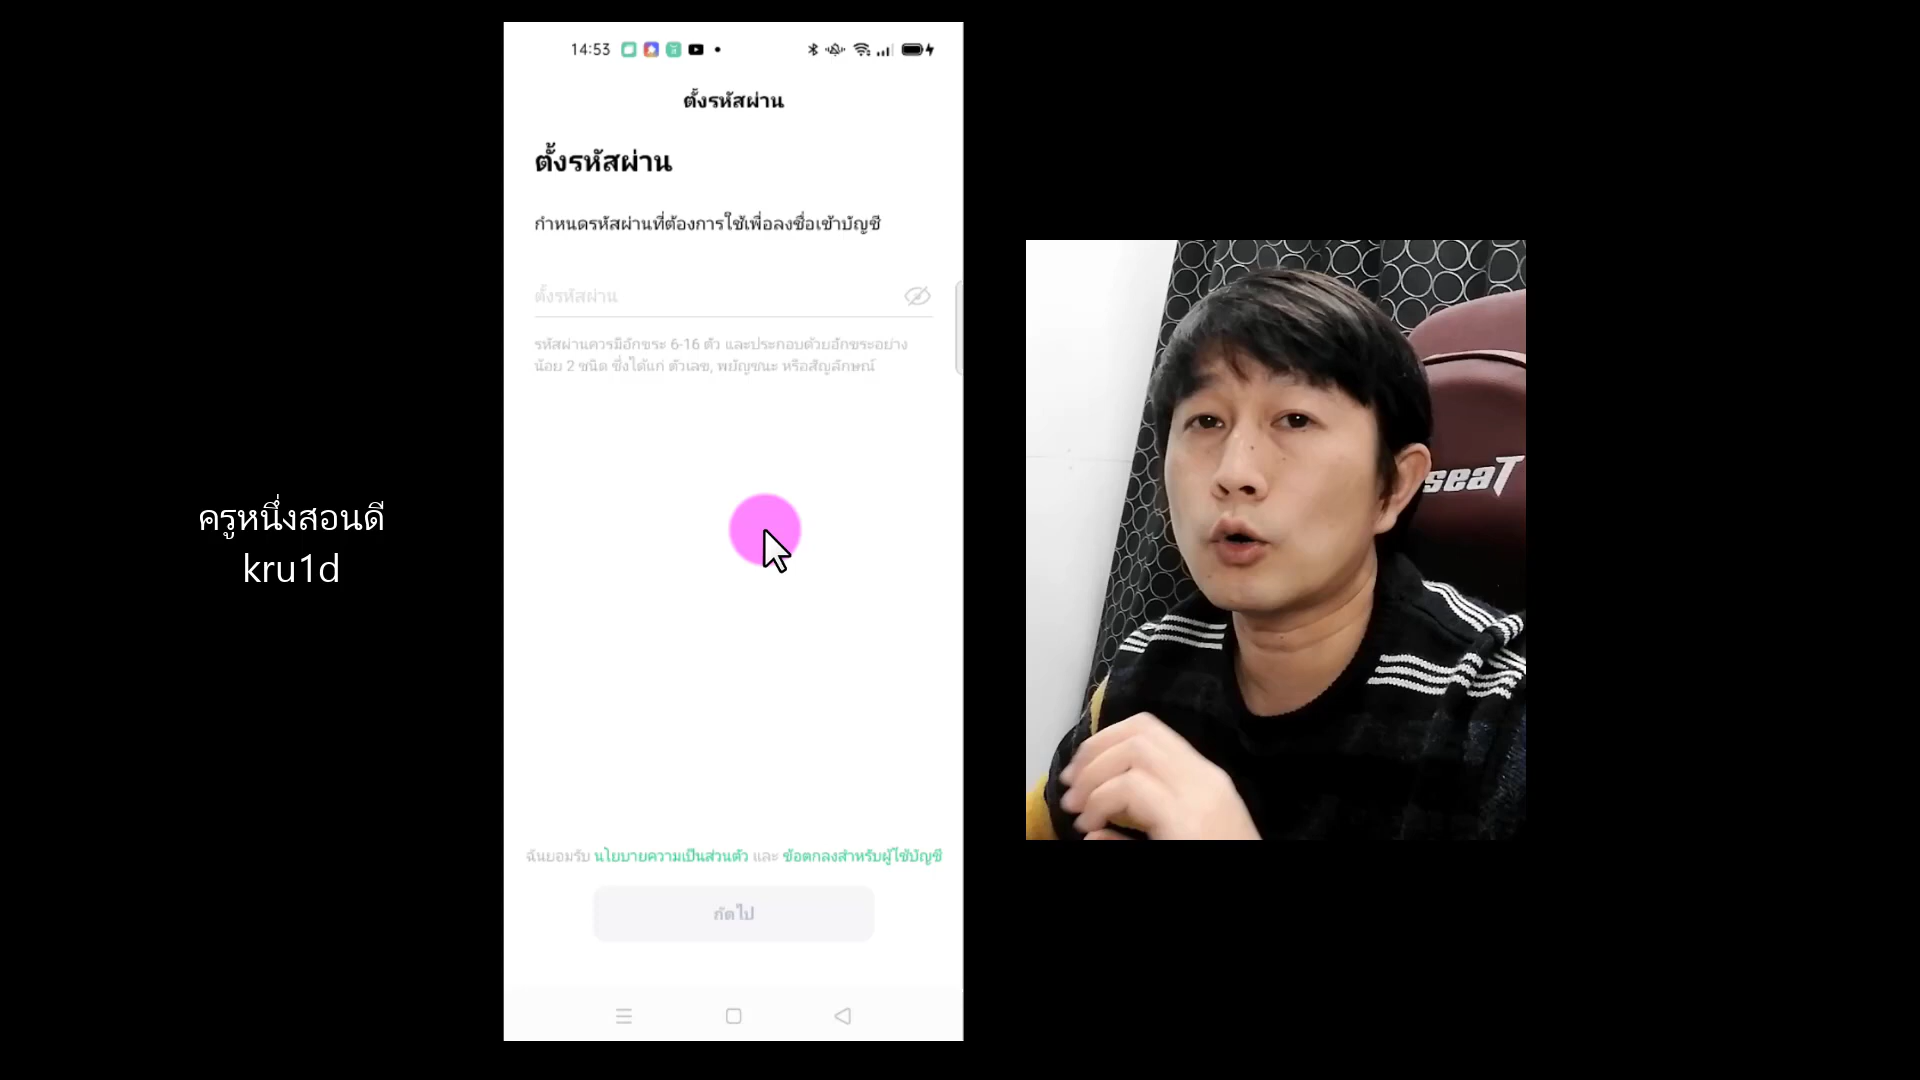 14:53
ตั้งรหัสผ่าน
ตั้งรหัสผ่าน
กำหนดรหัสผ่านที่ต้องการใช้เพื่อลงชื่อเข้าบัญชี
ตั้งรหัสผ่าน
รหัสผ่านควรมีอักขระ 6-16 ตัว และประกอบด้วยอักขระอย่าง
น้อย 2 ชนิด ซึ่งได้แก่ ตัวเลข, พยัญชนะ หรือสัญลักษณ์
ฉันยอมรับ นโยบายความเป็นส่วนตัว และ ข้อตกลงสำหรับผู้ใช้บัญชี
ถัดไป
ครูหนึ่งสอนดี
kru1d
seaT